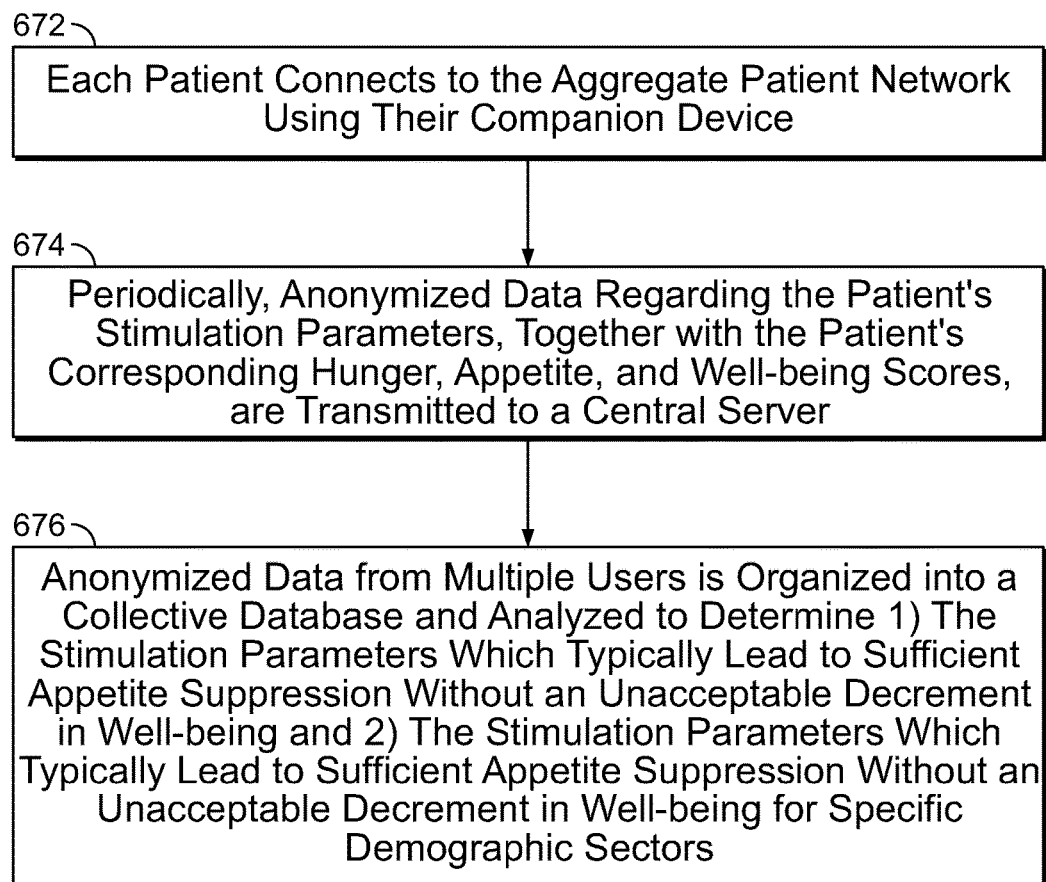 672
Each Patient Connects to the Aggregate Patient Network
Using Their Companion Device
674
Periodically, Anonymized Data Regarding the Patient's
Stimulation Parameters, Together with the Patient's
Corresponding Hunger, Appetite, and Well-being Scores,
are Transmitted to a Central Server
676
Anonymized Data from Multiple Users is Organized into a
Collective Database and Analyzed to Determine 1) The
Stimulation Parameters Which Typically Lead to Sufficient
Appetite Suppression Without an Unacceptable Decrement
in Well-being and 2) The Stimulation Parameters Which
Typically Lead to Sufficient Appetite Suppression Without an
Unacceptable Decrement in Well-being for Specific
Demographic Sectors